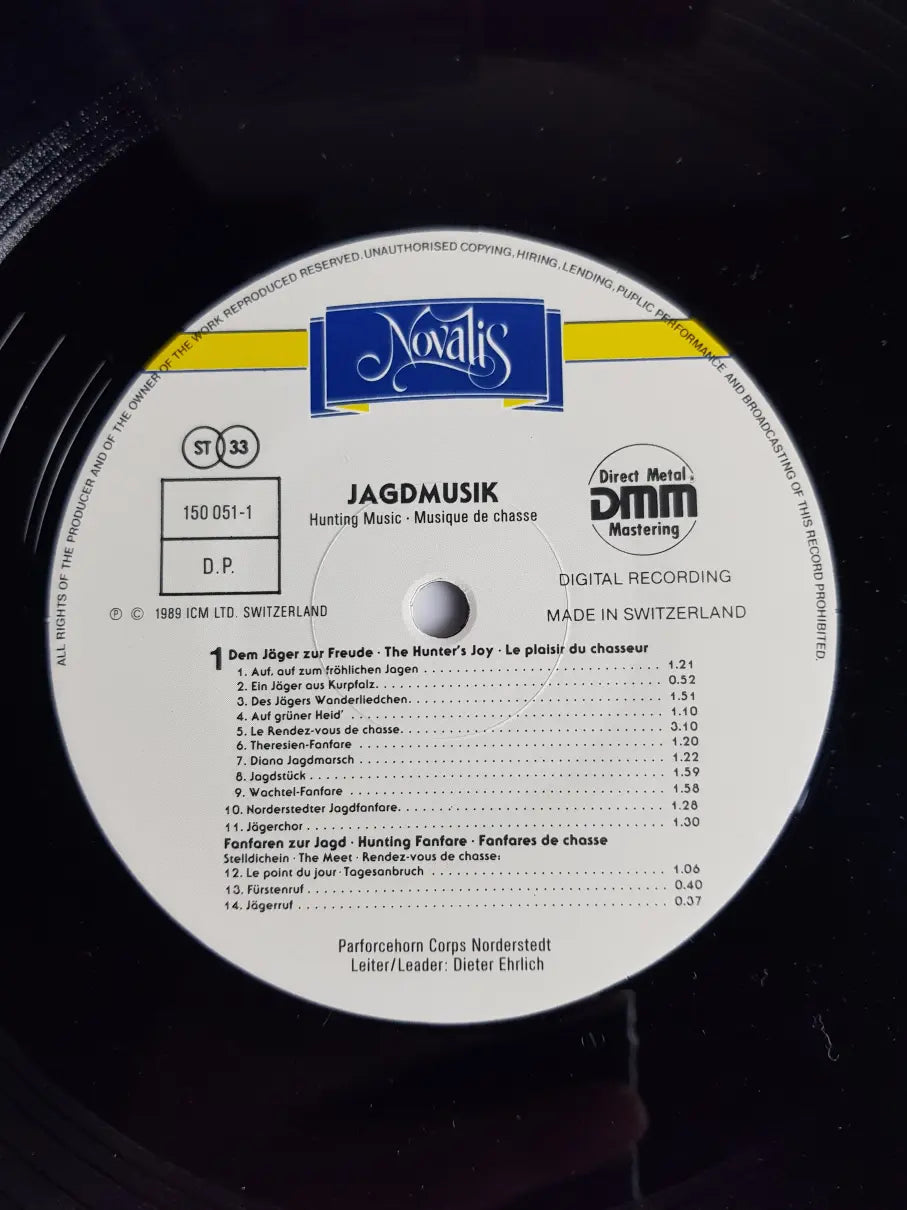 ALL RIGHTS OF THE PRODUCER AND OF THE OWNER OF THE WORK REPRODUCED RESERVED. UNAUTHORISED COPYING, HIRING, LENDING, PUPLIC PERFORMANCE AND BROADCASTING OF THIS RECORD PROHIBITED.
Novalis
ST 33
150 051-1
D.P.
JAGDMUSIK
Hunting Music · Musique de chasse
Direct Metal
DMM
Mastering
DIGITAL RECORDING
℗ © 1989 ICM LTD. SWITZERLAND
MADE IN SWITZERLAND
1 Dem Jäger zur Freude · The Hunter's Joy · Le plaisir du chasseur
1. Auf, auf zum fröhlichen Jagen 1.21
2. Ein Jäger aus Kurpfalz 0.52
3. Des Jägers Wanderliedchen 1.51
4. Auf grüner Heid' 1.10
5. Le Rendez-vous de chasse 3.10
6. Theresien-Fanfare 1.20
7. Diana Jagdmarsch 1.22
8. Jagdstück 1.59
9. Wachtel-Fanfare 1.58
10. Norderstedter Jagdfanfare 1.28
11. Jägerchor 1.30
Fanfaren zur Jagd · Hunting Fanfare · Fanfares de chasse
Stelldichein · The Meet · Rendez-vous de chasse:
12. Le point du jour · Tagesanbruch 1.06
13. Fürstenruf 0.40
14. Jägerruf 0.37
Parforcehorn Corps Norderstedt
Leiter/Leader: Dieter Ehrlich